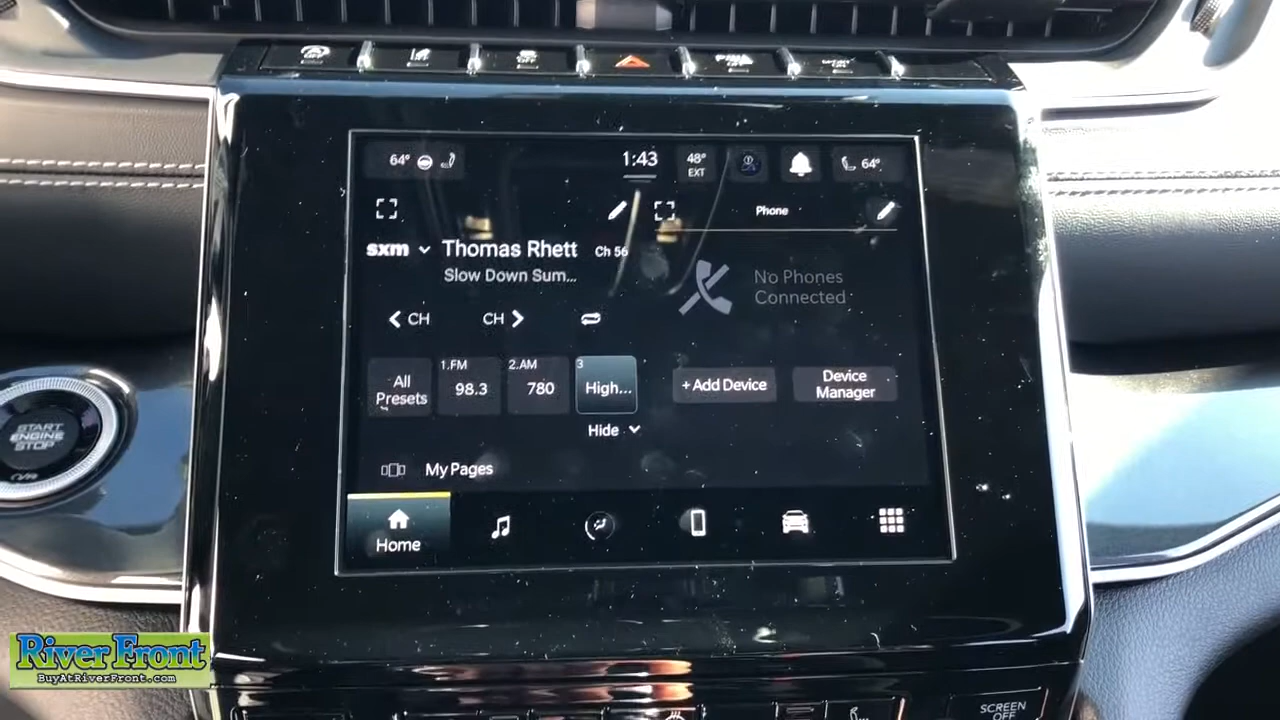 OFF
OFF
64°
1:43
48°
EXT
64°
Phone
sxm
Thomas Rhett
Ch 56
Slow Down Sum...
No Phones
Connected
CH
CH
All
Presets
1.FM
98.3
2.AM
780
3
High...
+Add Device
Device
Manager
Hide
My Pages
Home
START
ENGINE
STOP
River Front
BuyAtRiverFront.com
SCREEN
OFF